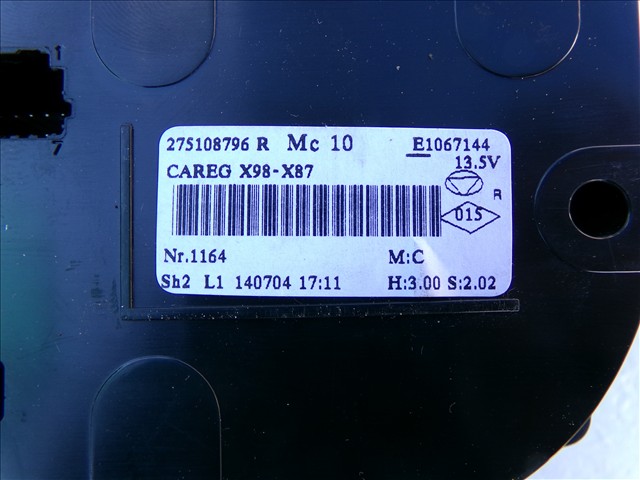 275108796 R Mc 10 E1067144
13.5V
CAREG X98-X87
R
015
Nr.1164 M:C
Sh2 L1 140704 17:11 H:3.00 S:2.02
1